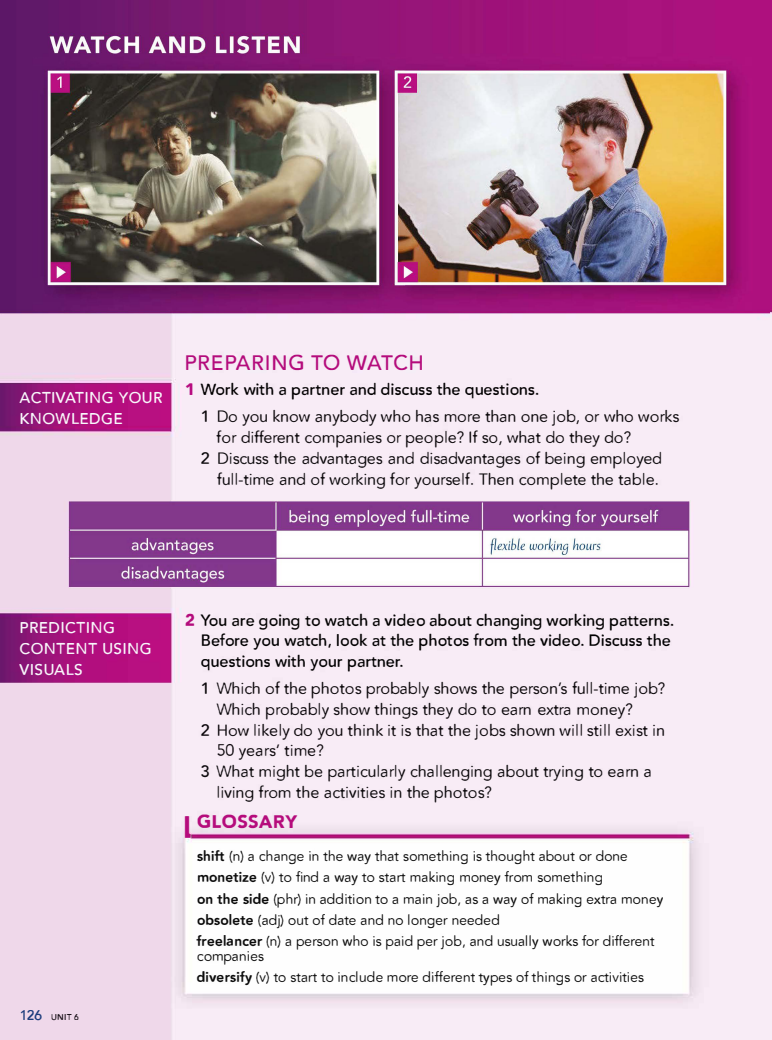 WATCH AND LISTEN
1
2
PREPARING TO WATCH
ACTIVATING YOUR
KNOWLEDGE
1 Work with a partner and discuss the questions.
1 Do you know anybody who has more than one job, or who works
for different companies or people? If so, what do they do?
2 Discuss the advantages and disadvantages of being employed
full-time and of working for yourself. Then complete the table.
being employed full-time working for yourself
advantages flexible working hours
disadvantages
PREDICTING
CONTENT USING
VISUALS
2 You are going to watch a video about changing working patterns.
Before you watch, look at the photos from the video. Discuss the
questions with your partner.
1 Which of the photos probably shows the person's full-time job?
Which probably show things they do to earn extra money?
2 How likely do you think it is that the jobs shown will still exist in
50 years' time?
3 What might be particularly challenging about trying to earn a
living from the activities in the photos?
GLOSSARY
shift (n) a change in the way that something is thought about or done
monetize (v) to find a way to start making money from something
on the side (phr) in addition to a main job, as a way of making extra money
obsolete (adj) out of date and no longer needed
freelancer (n) a person who is paid per job, and usually works for different
companies
diversify (v) to start to include more different types of things or activities
126 UNIT 6